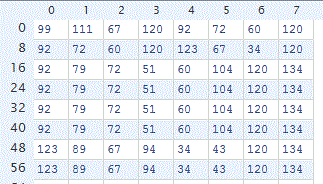 0 1 2 3 4 5 6 7
0 99 111 67 120 92 72 60 120
8 92 72 60 120 123 67 34 120
16 92 79 72 51 60 104 120 134
24 92 79 72 51 60 104 120 134
32 92 79 72 51 60 104 120 134
40 92 79 72 51 60 104 120 134
48 123 89 67 94 34 43 120 134
56 123 89 67 94 34 43 120 134